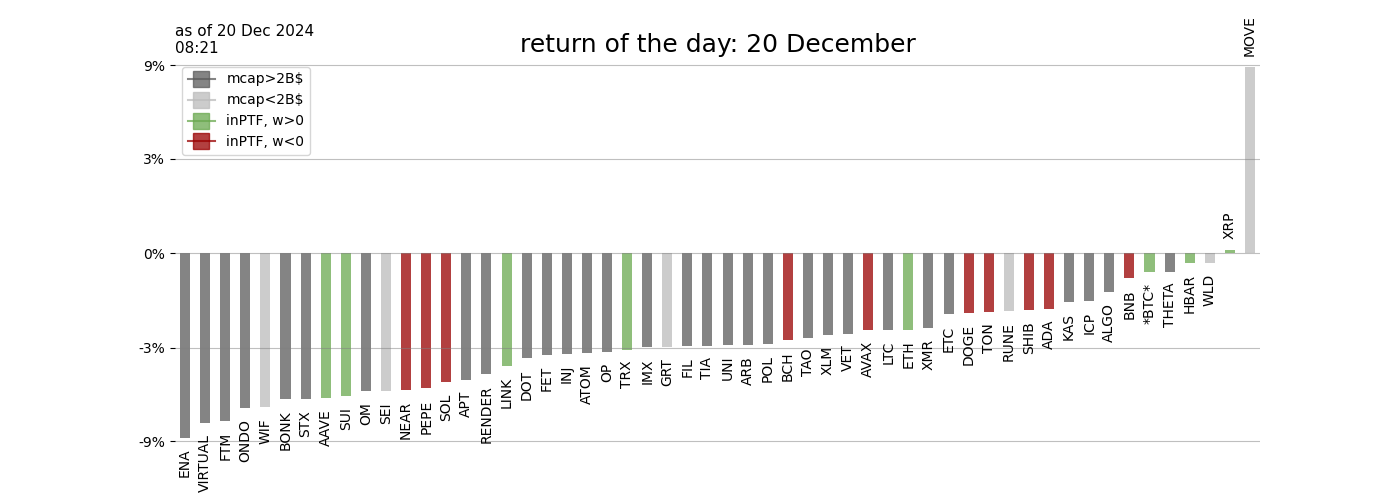 as of 20 Dec 2024
08:21
return of the day: 20 December
MOVE
9%
mcap>2B$
mcap<2B$
inPTF, w>0
inPTF, w<0
3%
0%
-3%
-9%
ENA
VIRTUAL
FTM
ONDO
WIF
BONK
STX
AAVE
SUI
OM
SEI
NEAR
PEPE
SOL
APT
RENDER
LINK
DOT
FET
INJ
ATOM
OP
TRX
IMX
GRT
FIL
TIA
UNI
ARB
POL
BCH
TAO
XLM
VET
AVAX
LTC
ETH
XMR
ETC
DOGE
TON
RUNE
SHIB
ADA
KAS
ICP
ALGO
BNB
*BTC*
THETA
HBAR
WLD
XRP